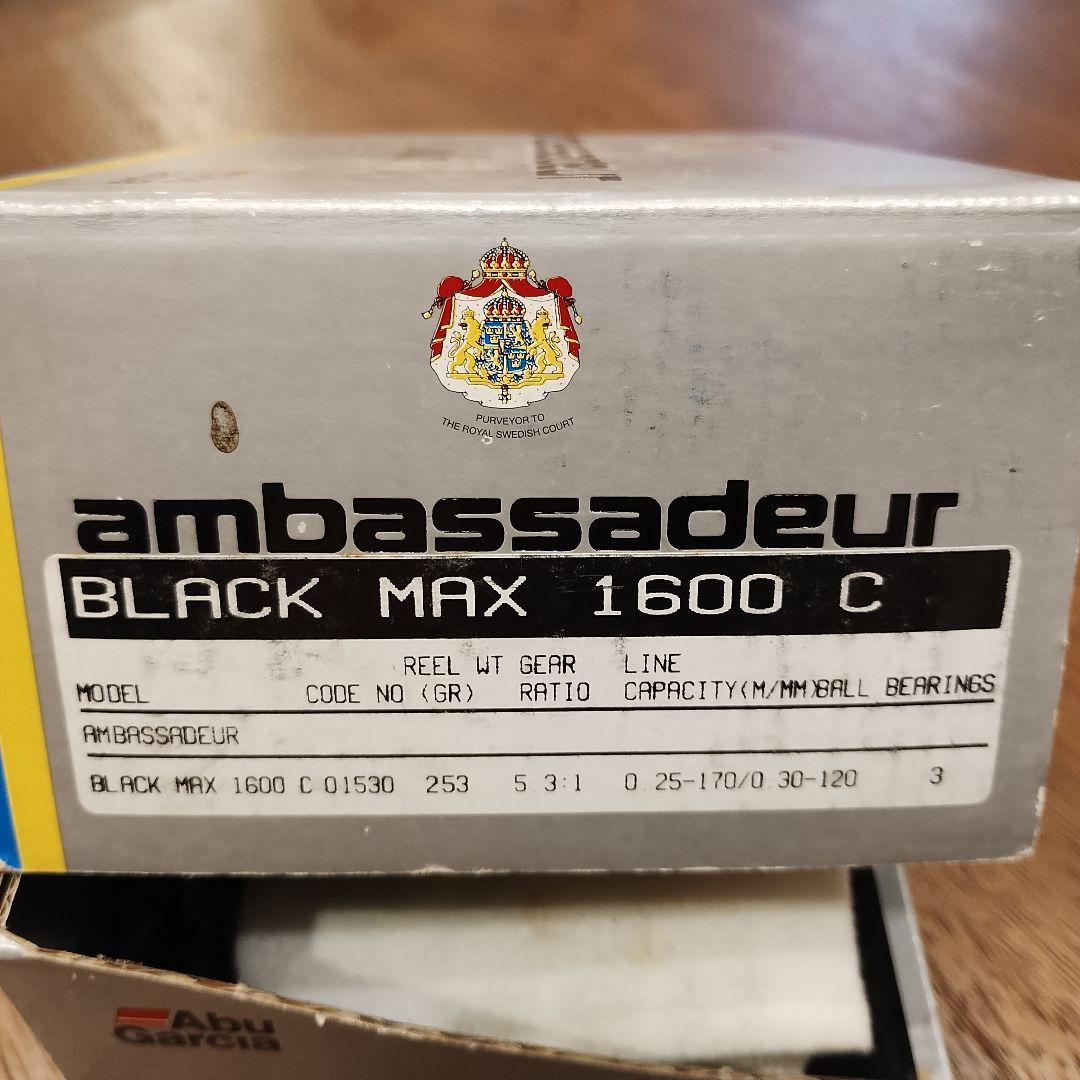 PURVEYOR TO
THE ROYAL SWEDISH COURT
ambassadeur
BLACK MAX 1600 C
REEL WT GEAR LINE
MODEL CODE NO (GR) RATIO CAPACITY(M/MM)BALL BEARINGS
AMBASSADEUR
BLACK MAX 1600 C 01530 253 5.3:1 0.25-170/0.30-120 3
Abu
Garcia